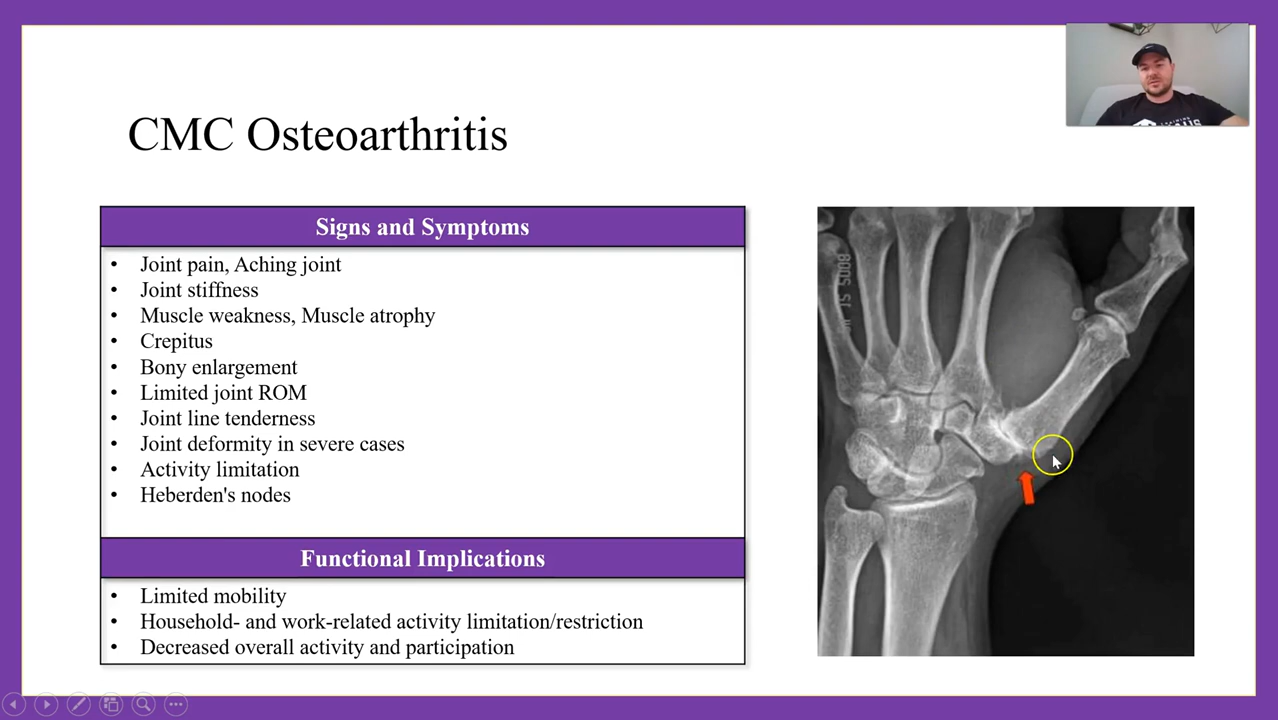 CMC Osteoarthritis
Signs and Symptoms
• Joint pain, Aching joint
• Joint stiffness
• Muscle weakness, Muscle atrophy
• Crepitus
• Bony enlargement
• Limited joint ROM
• Joint line tenderness
• Joint deformity in severe cases
• Activity limitation
• Heberden's nodes
Functional Implications
• Limited mobility
• Household- and work-related activity limitation/restriction
• Decreased overall activity and participation